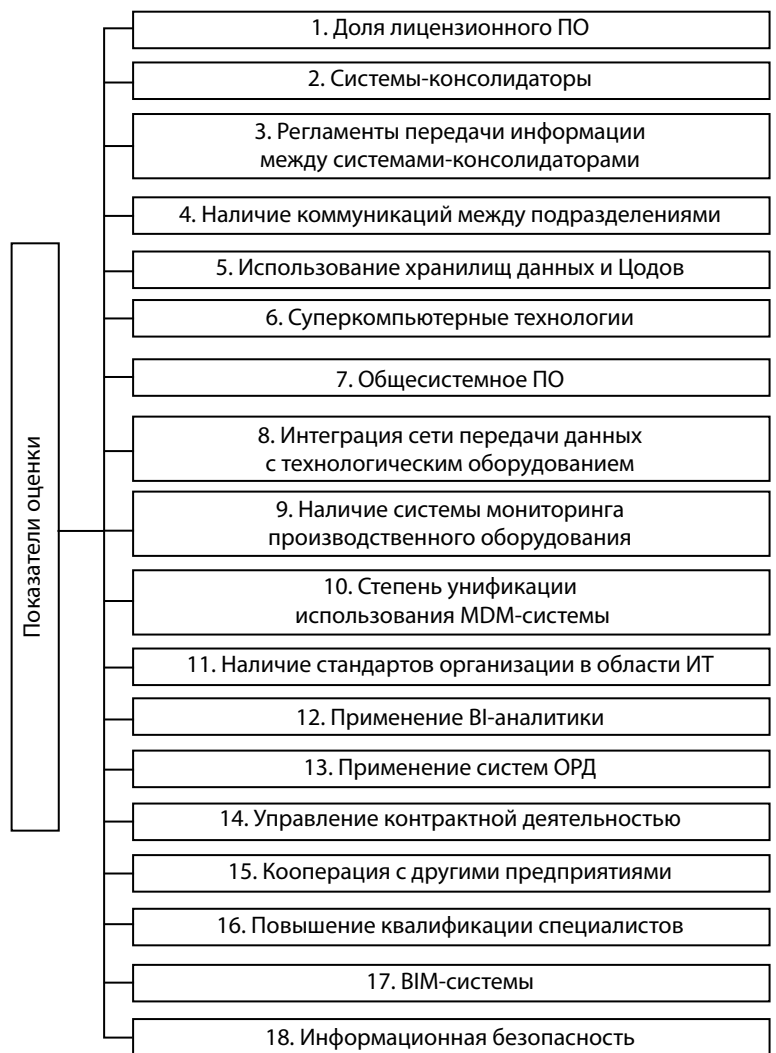 Показатели оценки
1. Доля лицензионного ПО
2. Системы-консолидаторы
3. Регламенты передачи информации
между системами-консолидаторами
4. Наличие коммуникаций между подразделениями
5. Использование хранилищ данных и Цодов
6. Суперкомпьютерные технологии
7. Общесистемное ПО
8. Интеграция сети передачи данных
с технологическим оборудованием
9. Наличие системы мониторинга
производственного оборудования
10. Степень унификации
использования MDM-системы
11. Наличие стандартов организации в области ИТ
12. Применение BI-аналитики
13. Применение систем ОРД
14. Управление контрактной деятельностью
15. Кооперация с другими предприятиями
16. Повышение квалификации специалистов
17. BIM-системы
18. Информационная безопасность